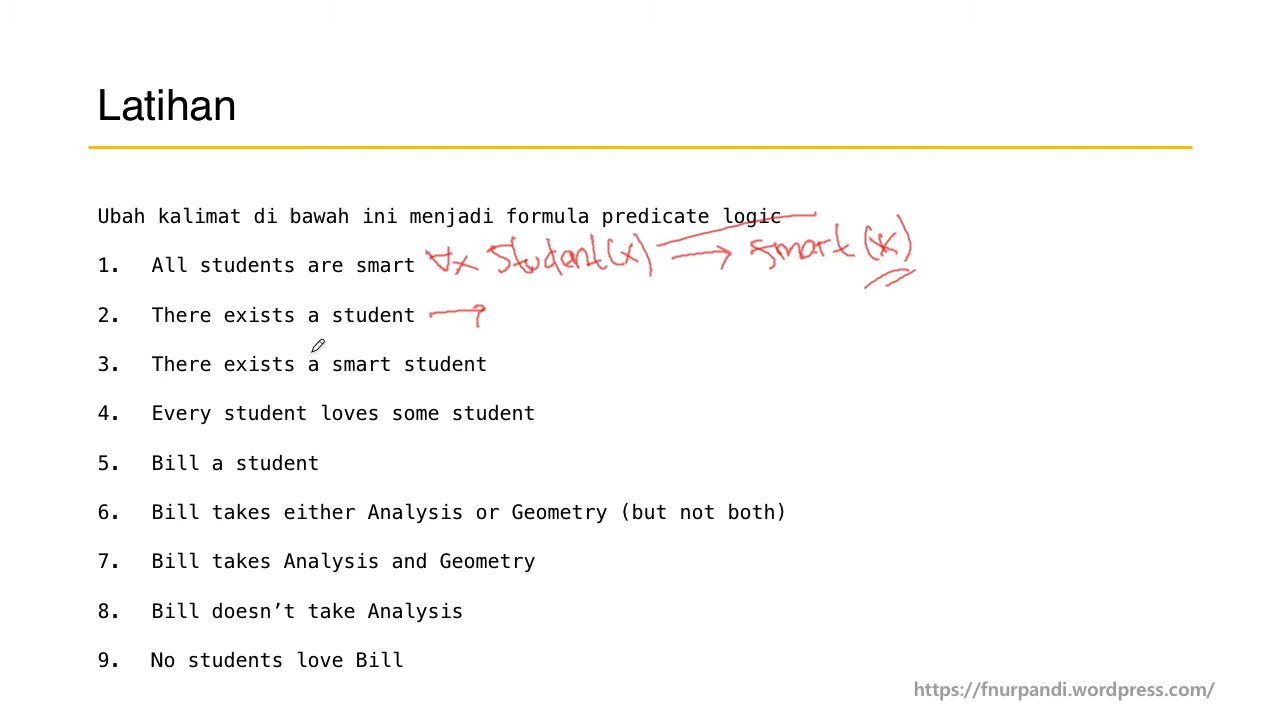 Latihan
Ubah kalimat di bawah ini menjadi formula predicate logic
1. All students are smart ∀x Student(x) → smart(x)
2. There exists a student →
3. There exists a smart student
4. Every student loves some student
5. Bill a student
6. Bill takes either Analysis or Geometry (but not both)
7. Bill takes Analysis and Geometry
8. Bill doesn’t take Analysis
9. No students love Bill
https://fnurpandi.wordpress.com/